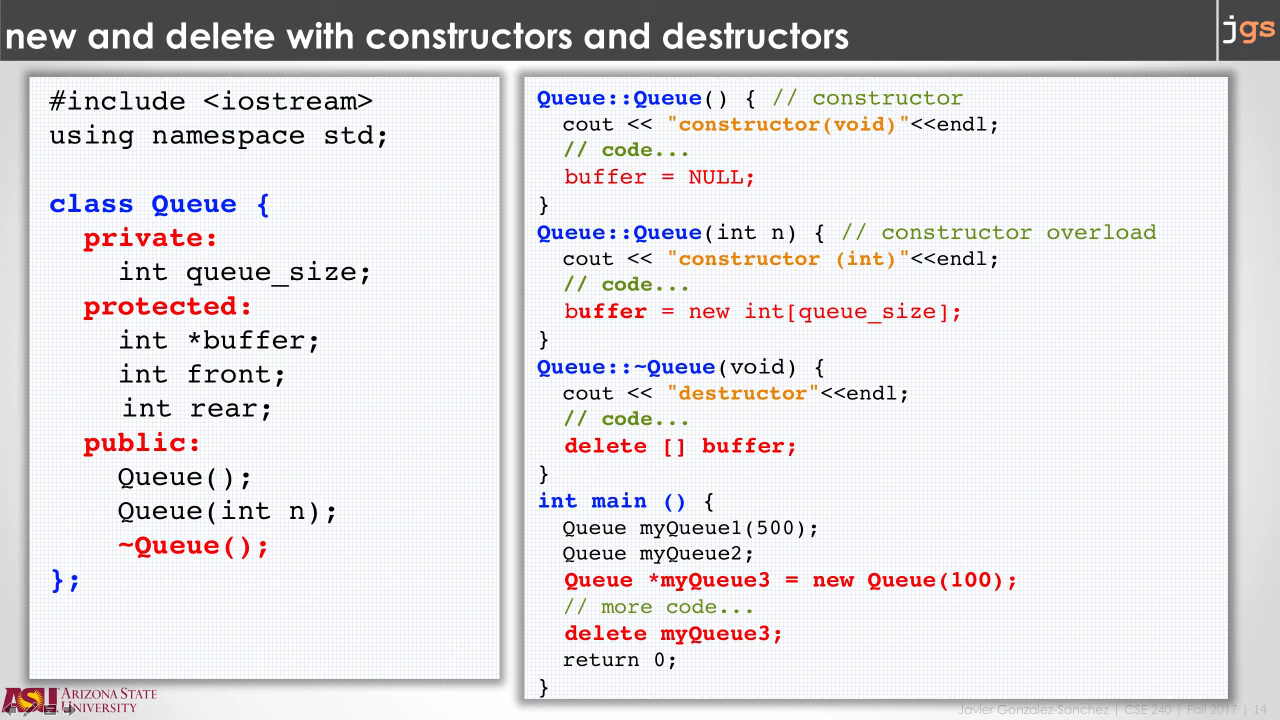 new and delete with constructors and destructors
jgs
#include <iostream>
using namespace std;
class Queue {
private:
int queue_size;
protected:
int *buffer;
int front;
int rear;
public:
Queue();
Queue(int n);
~Queue();
};
Queue::Queue() { // constructor
cout << "constructor(void)"<<endl;
// code...
buffer = NULL;
}
Queue::Queue(int n) { // constructor overload
cout << "constructor (int)"<<endl;
// code...
buffer = new int[queue_size];
}
Queue::~Queue(void) {
cout << "destructor"<<endl;
// code...
delete [] buffer;
}
int main () {
Queue myQueue1(500);
Queue myQueue2;
Queue *myQueue3 = new Queue(100);
// more code...
delete myQueue3;
return 0;
}
ASU ARIZONA STATE
UNIVERSITY
Javier Gonzalez-Sanchez | CSE 240 | Fall 2017 | 14